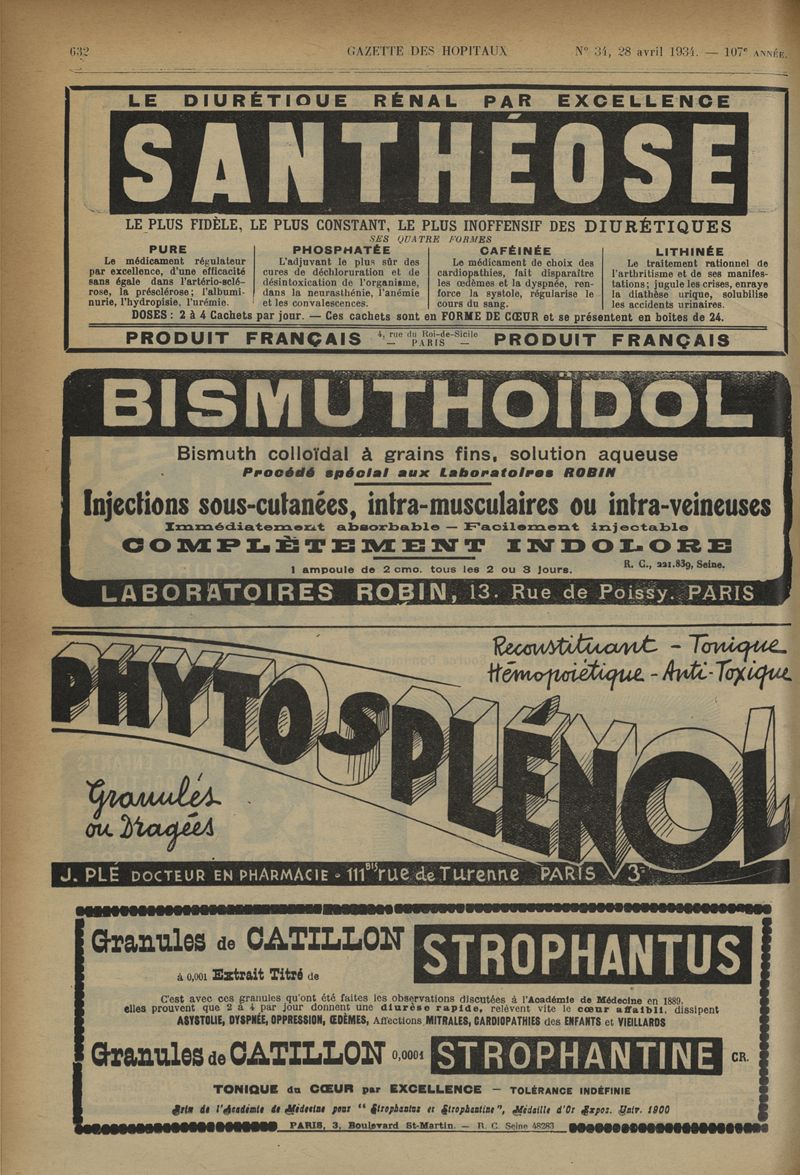 632 GAZETTE DES HOPITAUX N° 34, 28 avril 1934. — 107e ANNÉE.
LE DIURÉTIQUE RÉNAL PAR EXCELLENCE
SANTHÉOSE
LE PLUS FIDÈLE, LE PLUS CONSTANT, LE PLUS INOFFENSIF DES DIURÉTIQUES
SES QUATRE FORMES
PURE
Le médicament régulateur
par excellence, d'une efficacité
sans égale dans l'artério-sclé-
rose, la présclérose; l'albumi-
nurie, l'hydropisie, l'urémie.
PHOSPHATÉE
L'adjuvant le plus sûr des
cures de déchloruration et de
désintoxication de l'organisme,
dans la neurasthénie, l'anémie
et les convalescences.
CAFÉINÉE
Le médicament de choix des
cardiopathies, fait disparaître
les œdèmes et la dyspnée, ren-
force la systole, régularise le
cours du sang.
LITHINÉE
Le traitement rationnel de
l'arthritisme et de ses manifes-
tations; jugule les crises, enraye
la diathèse urique, solubilise
les accidents urinaires.
DOSES : 2 à 4 Cachets par jour. — Ces cachets sont en FORME DE CŒUR et se présentent en boites de 24.
PRODUIT FRANÇAIS 4, rue du Roi-de-Sicile — PARIS — PRODUIT FRANÇAIS
BISMUTHOÏDOL
Bismuth colloïdal à grains fins, solution aqueuse
Procédé spécial aux Laboratoires ROBIN
Injections sous-cutanées, intra-musculaires ou intra-veineuses
Immédiatement absorbable — Facilement injectable
COMPLÈTEMENT INDOLORE
1 ampoule de 2 cmc. tous les 2 ou 3 jours. R. C., 221.839, Seine.
LABORATOIRES ROBIN, 13. Rue de Poissy. PARIS
Reconstituant - Tonique
Hémopoiétique - Anti-Toxique
PHYTOSPLÉNOL
Granulés
ou Dragées
J. PLÉ DOCTEUR EN PHARMACIE - 111BIS rue de Turenne PARIS 3e
Granules de CATILLON
à 0,001 Extrait Titré de
STROPHANTUS
C'est avec ces granules qu'ont été faites les observations discutées à l'Académie de Médecine en 1889,
elles prouvent que 2 à 4 par jour donnent une diurèse rapide, relèvent vite le cœur affaibli, dissipent
ASYSTOLIE, DYSPNÉE, OPPRESSION, ŒDÈMES, Affections MITRALES, CARDIOPATHIES des ENFANTS et VIEILLARDS
Granules de CATILLON 0,0001 STROPHANTINE CR.
TONIQUE du CŒUR par EXCELLENCE — TOLÉRANCE INDÉFINIE
Prix de l'Académie de Médecine pour "Strophantus et Strophantine", Médaille d'Or Expos. Univ. 1900
PARIS, 3, Boulevard St-Martin. — R. C. Seine 48283